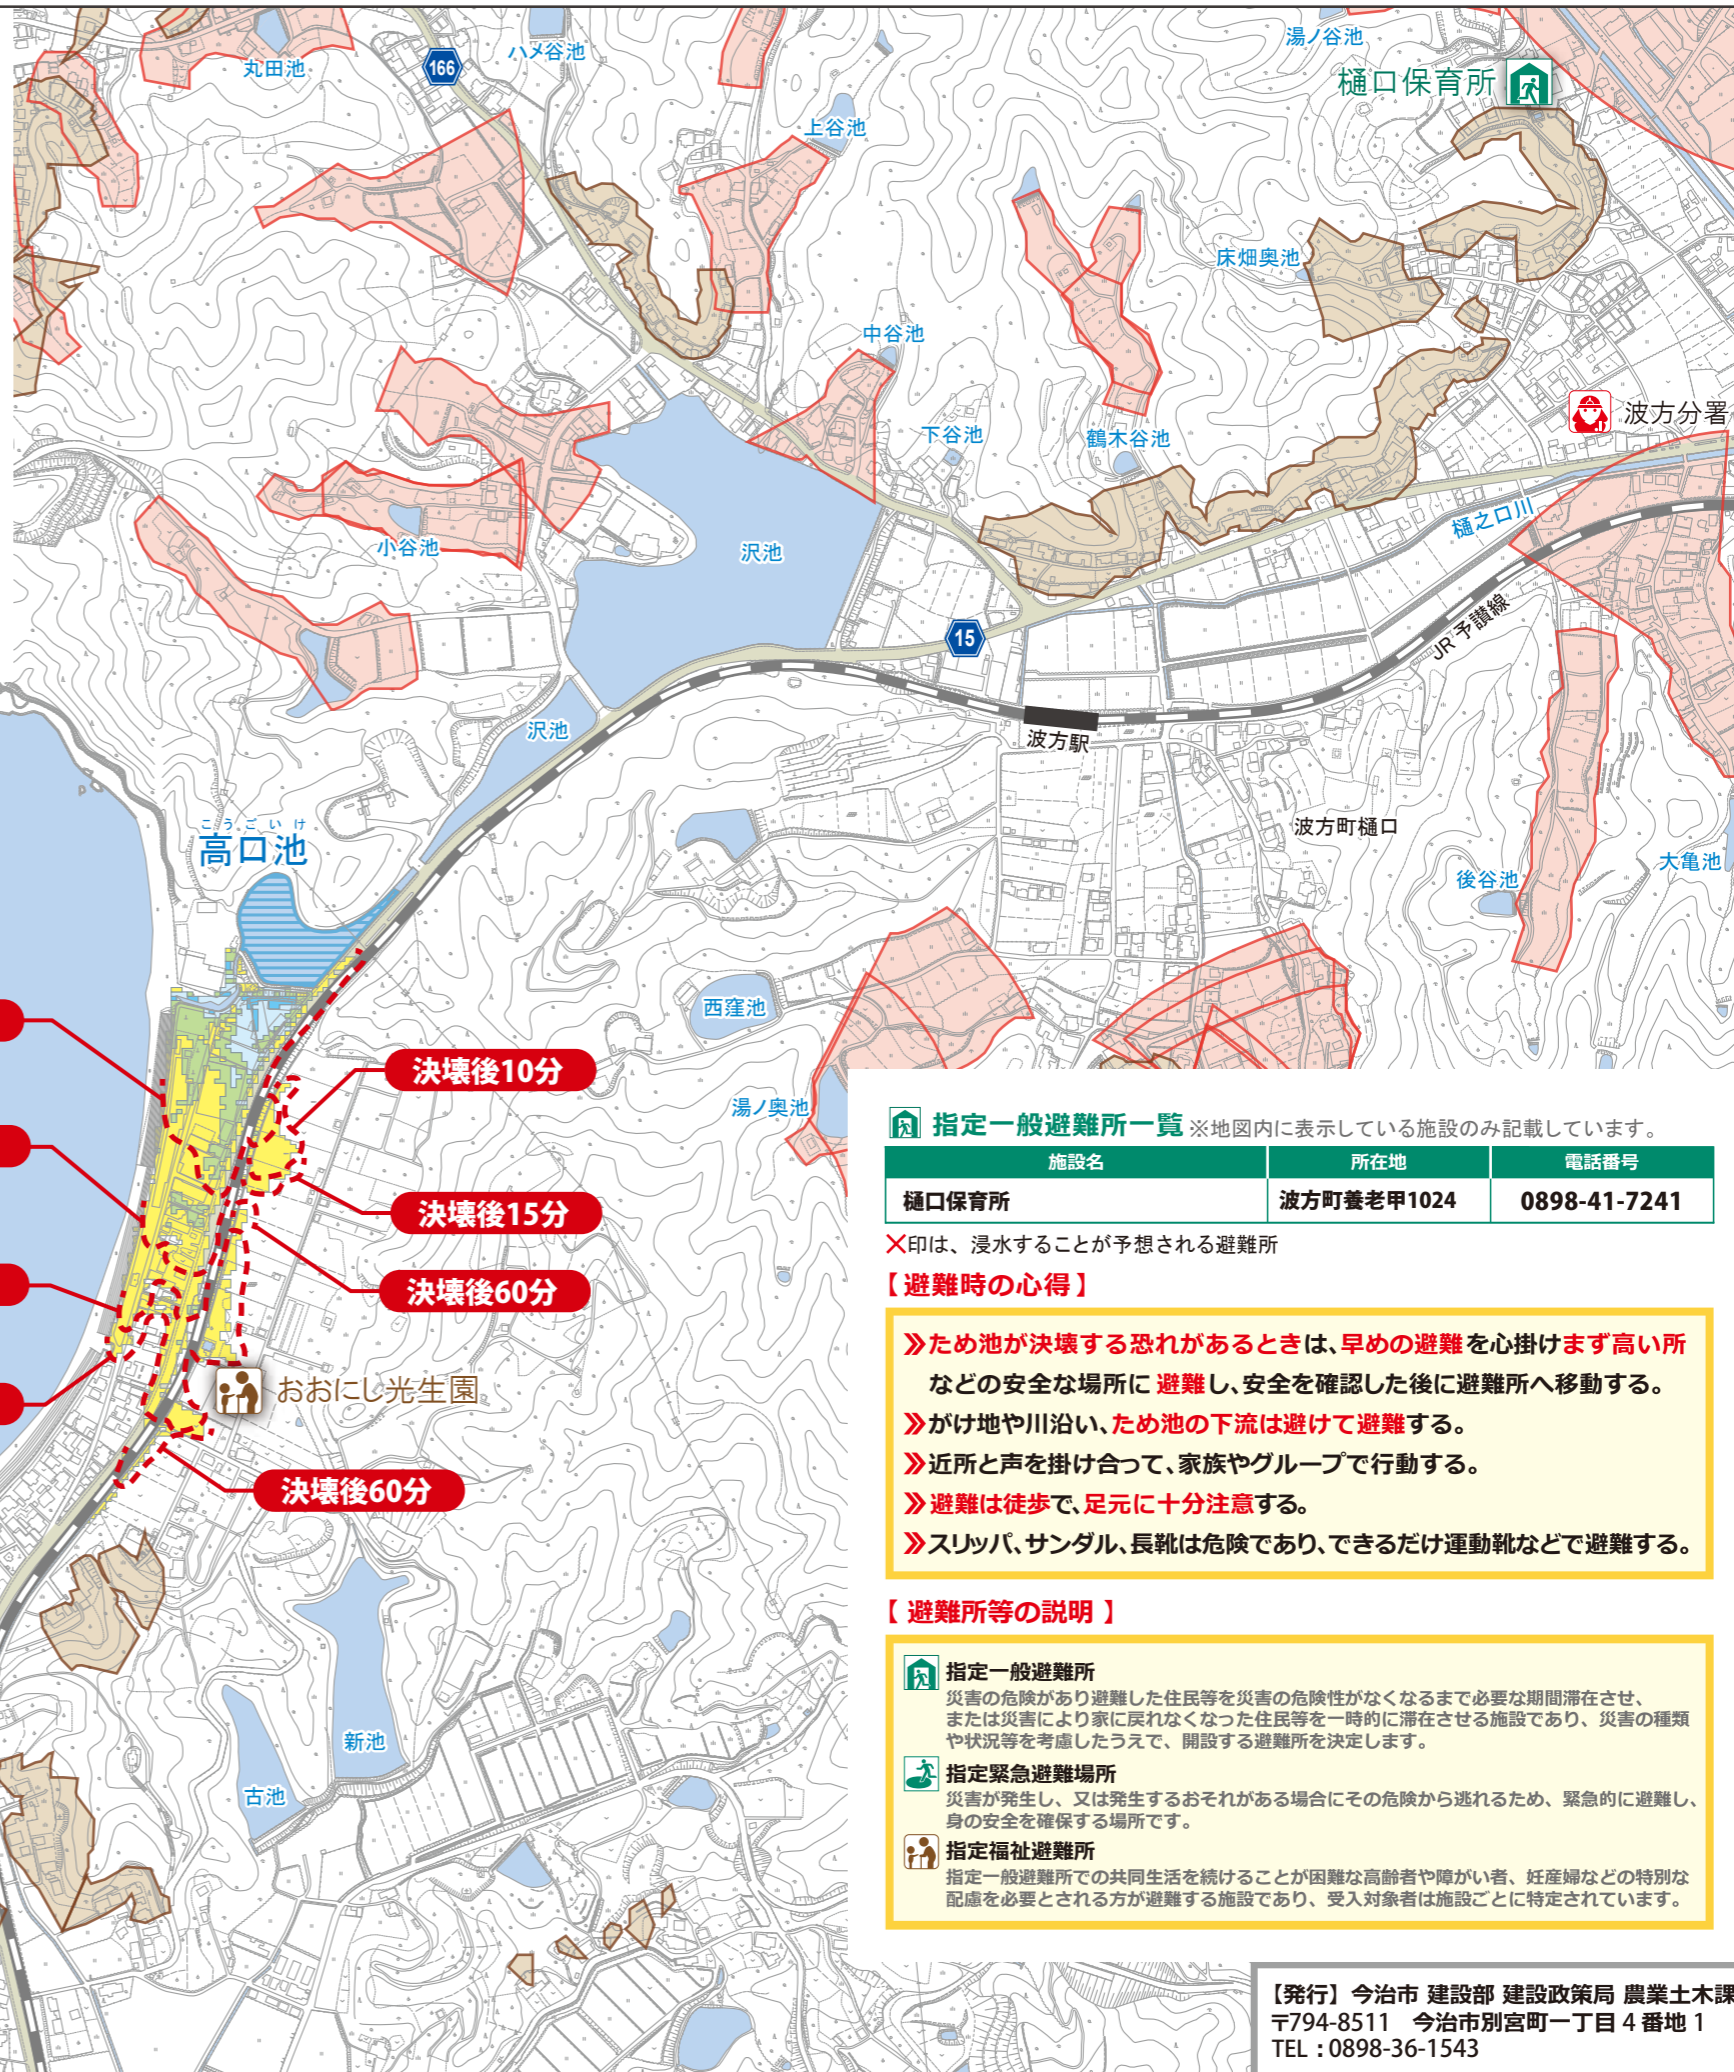 丸田池
166
ハメ谷池
湯ノ谷池
樋口保育所
上谷池
床畑奥池
中谷池
下谷池
鶴木谷池
波方分署
樋之口川
小谷池
沢池
15
JR 予讃線
沢池
波方駅
こうごいけ
高口池
波方町樋口
後谷池
大亀池
西窪池
湯ノ奥池
決壊後10分
決壊後15分
決壊後60分
おおにし光生園
決壊後60分
新池
古池
指定一般避難所一覧 ※地図内に表示している施設のみ記載しています。
施設名 所在地 電話番号
樋口保育所 波方町養老甲1024 0898-41-7241
×印は、浸水することが予想される避難所
【避難時の心得】
≫ため池が決壊する恐れがあるときは、早めの避難を心掛けまず高い所
などの安全な場所に避難し、安全を確認した後に避難所へ移動する。
≫がけ地や川沿い、ため池の下流は避けて避難する。
≫近所と声を掛け合って、家族やグループで行動する。
≫避難は徒歩で、足元に十分注意する。
≫スリッパ、サンダル、長靴は危険であり、できるだけ運動靴などで避難する。
【 避難所等の説明 】
指定一般避難所
災害の危険があり避難した住民等を災害の危険性がなくなるまで必要な期間滞在させ、
または災害により家に戻れなくなった住民等を一時的に滞在させる施設であり、災害の種類
や状況等を考慮したうえで、開設する避難所を決定します。
指定緊急避難場所
災害が発生し、又は発生するおそれがある場合にその危険から逃れるため、緊急的に避難し、
身の安全を確保する場所です。
指定福祉避難所
指定一般避難所での共同生活を続けることが困難な高齢者や障がい者、妊産婦などの特別な
配慮を必要とされる方が避難する施設であり、受入対象者は施設ごとに特定されています。
【発行】今治市 建設部 建設政策局 農業土木課
〒794-8511 今治市別宮町一丁目 4 番地 1
TEL：0898-36-1543